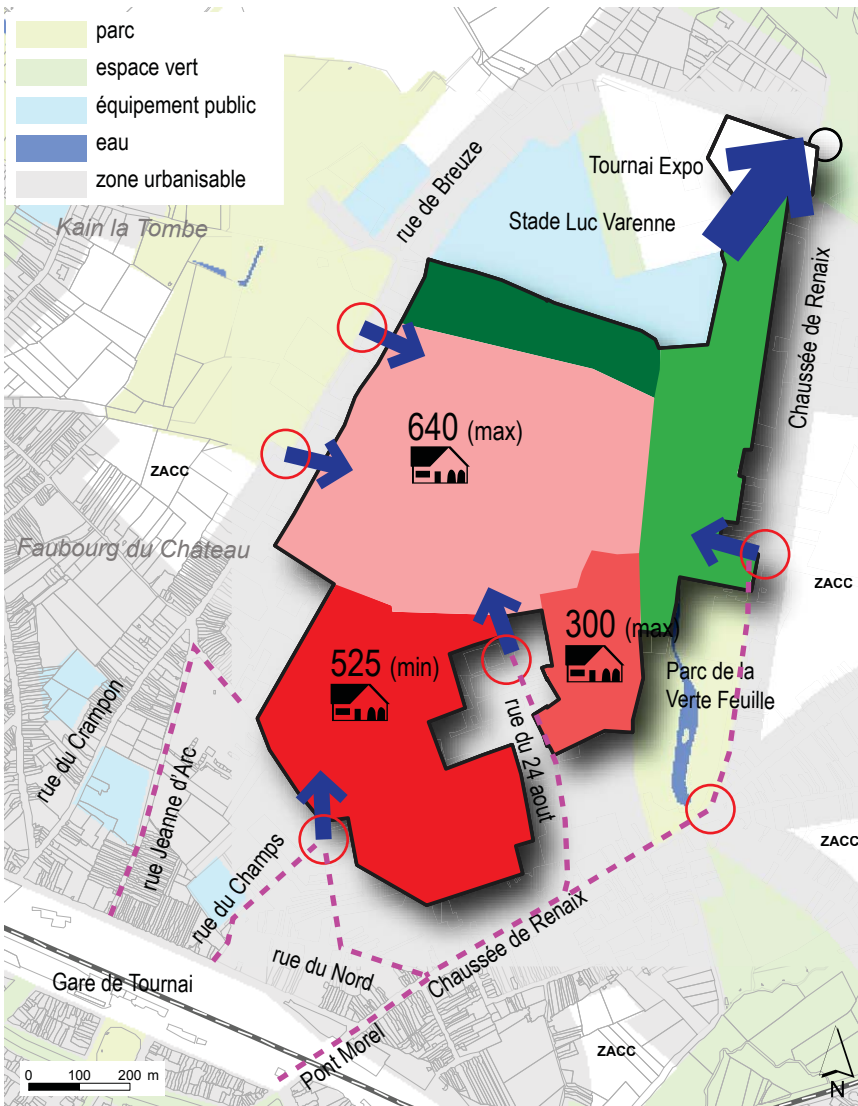 parc
espace vert
équipement public
eau
zone urbanisable
Kain la Tombe
rue de Breuze
Tournai Expo
Stade Luc Varenne
Chaussée de Renaix
640 (max)
ZACC
Faubourg du Château
ZACC
300 (max)
525 (min)
Parc de la
Verte Feuille
rue du Crampon
rue Jeanne d'Arc
rue du 24 aout
rue du Champs
ZACC
Chaussée de Renaix
rue du Nord
Gare de Tournai
Pont Morel
ZACC
0 100 200 m
N